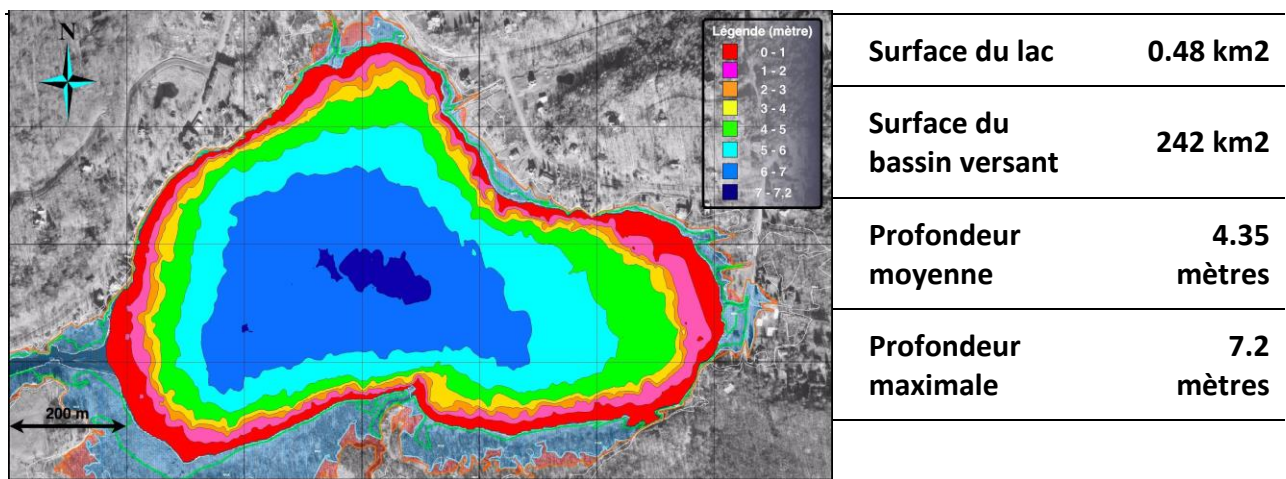 N
Légende (mètre)
0 - 1
1 - 2
2 - 3
3 - 4
4 - 5
5 - 6
6 - 7
7 - 7,2
200 m
Surface du lac 0.48 km2
Surface du
bassin versant 242 km2
Profondeur 4.35
moyenne mètres
Profondeur 7.2
maximale mètres